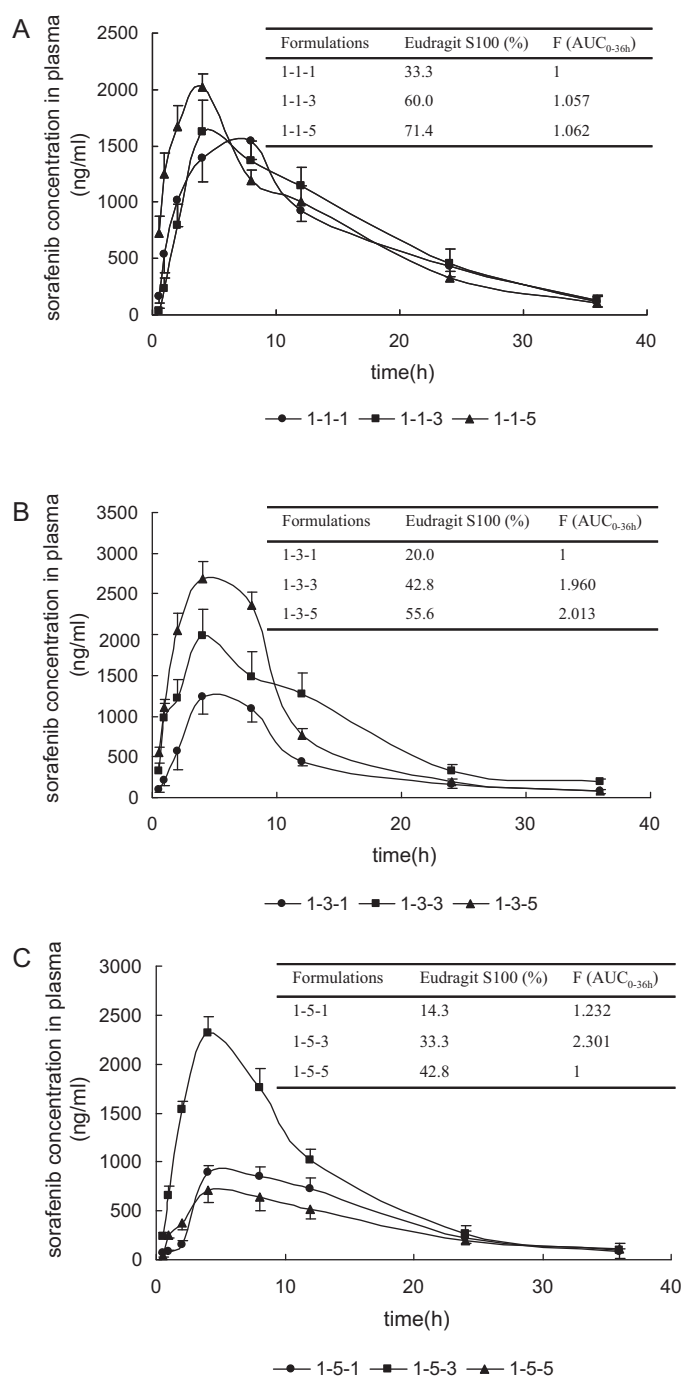 A
sorafenib concentration in plasma
(ng/ml)
2500
2000
1500
1000
500
0
Formulations Eudragit S100 (%) F (AUC0-36h)
1-1-1 33.3 1
1-1-3 60.0 1.057
1-1-5 71.4 1.062
0 10 20 30 40
time(h)
1-1-1 1-1-3 1-1-5
B
sorafenib concentration in plasma
(ng/ml)
3500
3000
2500
2000
1500
1000
500
0
Formulations Eudragit S100 (%) F (AUC0-36h)
1-3-1 20.0 1
1-3-3 42.8 1.960
1-3-5 55.6 2.013
0 10 20 30 40
time(h)
1-3-1 1-3-3 1-3-5
C
sorafenib concentration in plasma
(ng/ml)
3000
2500
2000
1500
1000
500
0
Formulations Eudragit S100 (%) F (AUC0-36h)
1-5-1 14.3 1.232
1-5-3 33.3 2.301
1-5-5 42.8 1
0 10 20 30 40
time(h)
1-5-1 1-5-3 1-5-5